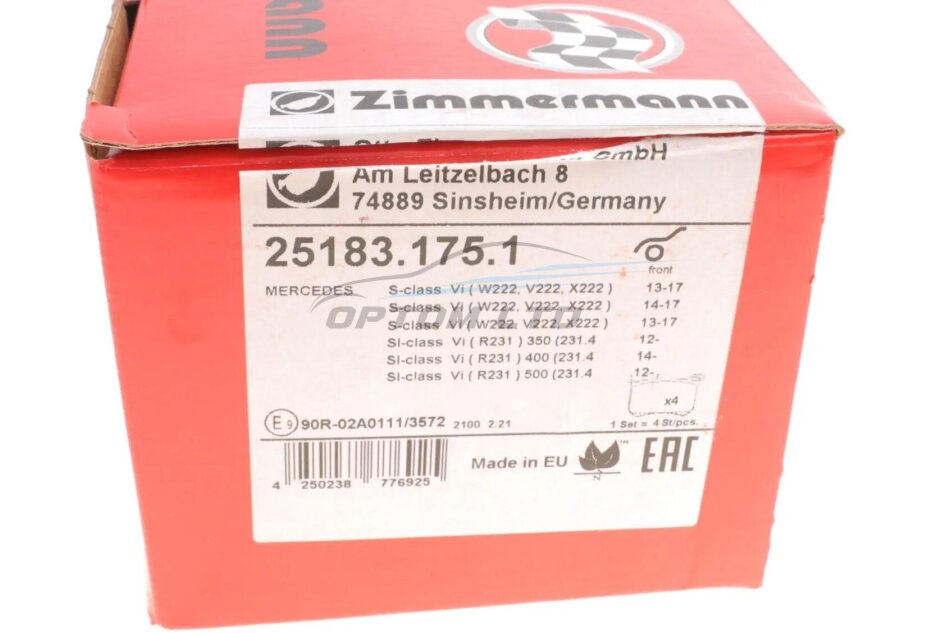 Zimmermann
GmbH
Am Leitzelbach 8
74889 Sinsheim/Germany
25183.175.1
front
MERCEDES S-class Vi ( W222, V222, X222 ) 13-17
S-class Vi ( W222, V222, X222 ) 14-17
S-class Vi ( W222, V222, X222 ) 13-17
Sl-class Vi ( R231 ) 350 (231.4 12-
Sl-class Vi ( R231 ) 400 (231.4 14-
Sl-class Vi ( R231 ) 500 (231.4 12-
OPTOM LTD
x4
E9 90R-02A0111/3572 2100 2.21
1 Set = 4 St/pcs.
Made in EU
EAC
4 250238 776925